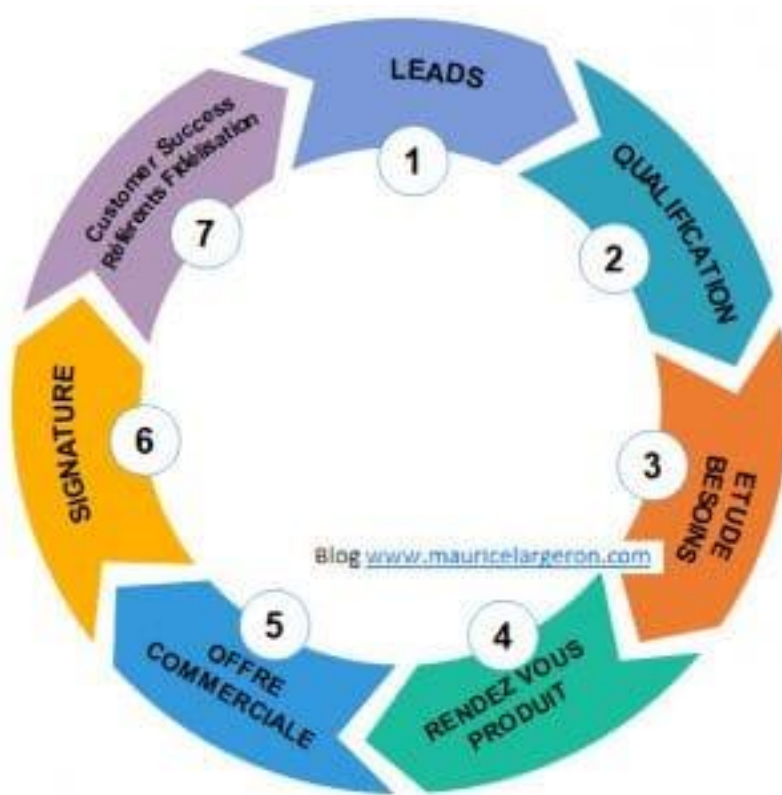 LEADS
1
QUALIFICATION
2
ETUDE
BESOINS
3
RENDEZ VOUS
PRODUIT
4
OFFRE
COMMERCIALE
5
SIGNATURE
6
Customer Success
Référents Fidélisation
7
Blog www.mauricelargeron.com